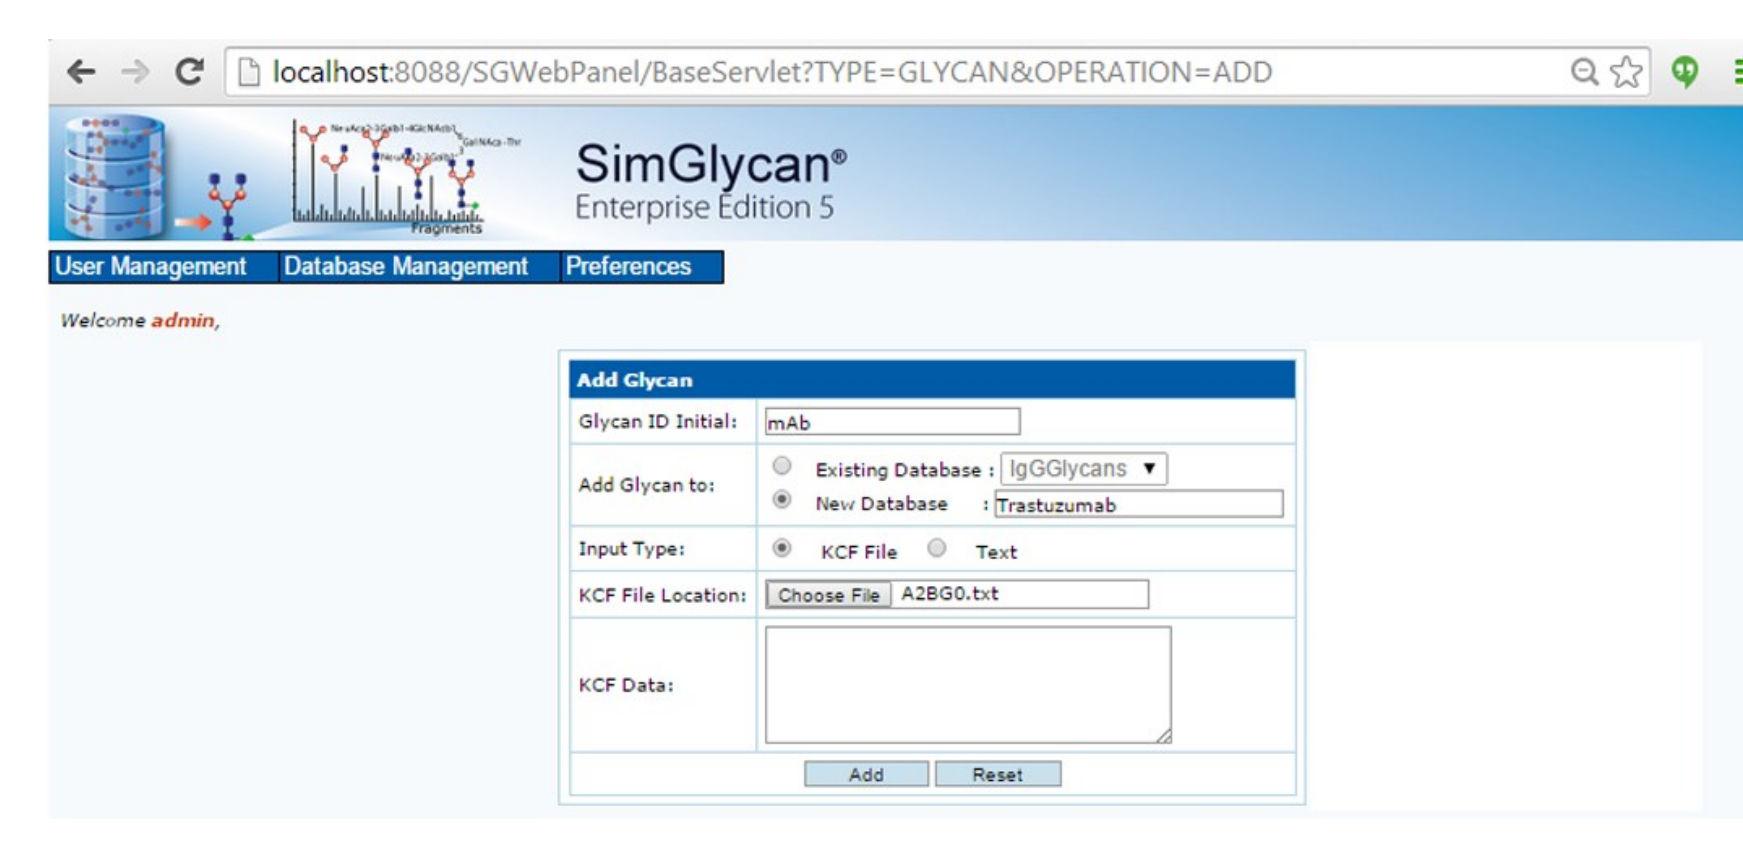 localhost:8088/SGWebPanel/BaseServlet?TYPE=GLYCAN&OPERATION=ADD
GalNAca-Thr
Fragments
SimGlycan®
Enterprise Edition 5
User Management Database Management Preferences
Welcome admin,
Add Glycan
Glycan ID Initial: mAb
Add Glycan to: Existing Database : IgGGlycans ▼
New Database : Trastuzumab
Input Type: KCF File Text
KCF File Location: Choose File A2BG0.txt
KCF Data:
Add Reset